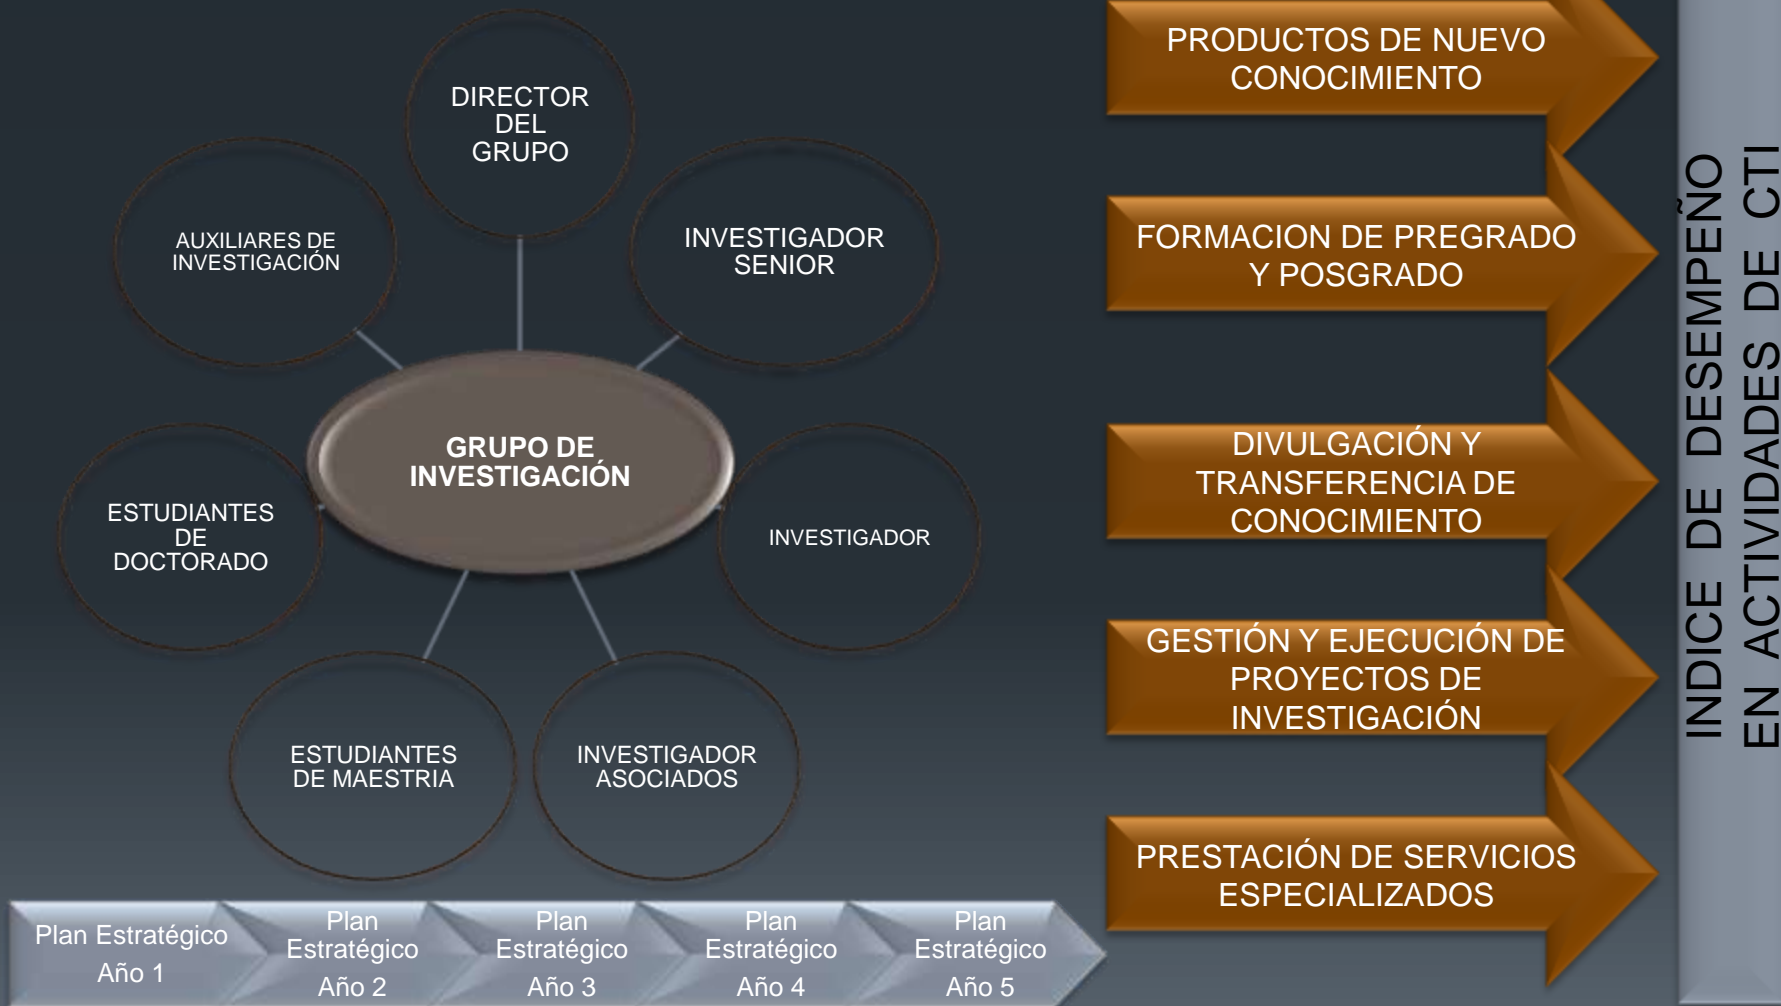 DIRECTOR
DEL
GRUPO
INVESTIGADOR
SENIOR
INVESTIGADOR
INVESTIGADOR
ASOCIADOS
ESTUDIANTES
DE MAESTRIA
ESTUDIANTES
DE
DOCTORADO
AUXILIARES DE
INVESTIGACIÓN
GRUPO DE
INVESTIGACIÓN
PRODUCTOS DE NUEVO
CONOCIMIENTO
FORMACION DE PREGRADO
Y POSGRADO
DIVULGACIÓN Y
TRANSFERENCIA DE
CONOCIMIENTO
GESTIÓN Y EJECUCIÓN DE
PROYECTOS DE
INVESTIGACIÓN
PRESTACIÓN DE SERVICIOS
ESPECIALIZADOS
INDICE DE DESEMPEÑO
EN ACTIVIDADES DE CTI
Plan Estratégico
Año 1
Plan
Estratégico
Año 2
Plan
Estratégico
Año 3
Plan
Estratégico
Año 4
Plan
Estratégico
Año 5